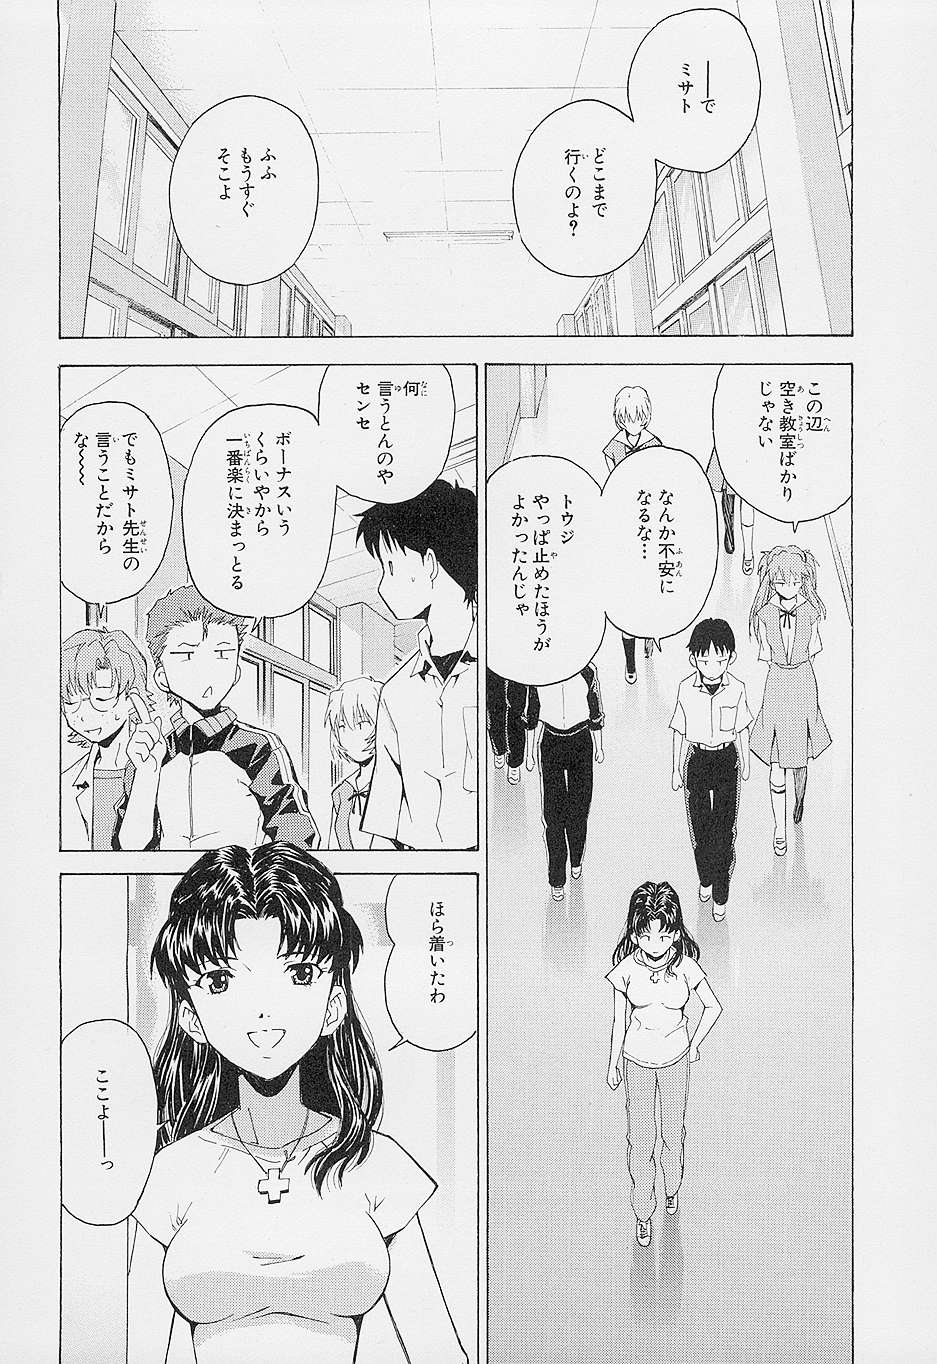 ──で
ミサト
どこまで
行くのよ?
ふふ
もうすぐ
そこよ
この辺
空き教室ばかり
じゃない
なんか不安に
なるな…
トウジ
やっぱ止めたほうが
よかったんじゃ
何
言うとんのや
センセ
ボーナスいう
くらいやから
一番楽に決まっとる
でもミサト先生の
言うことだから
な〜〜
ほら着いたわ
ここよ──っ